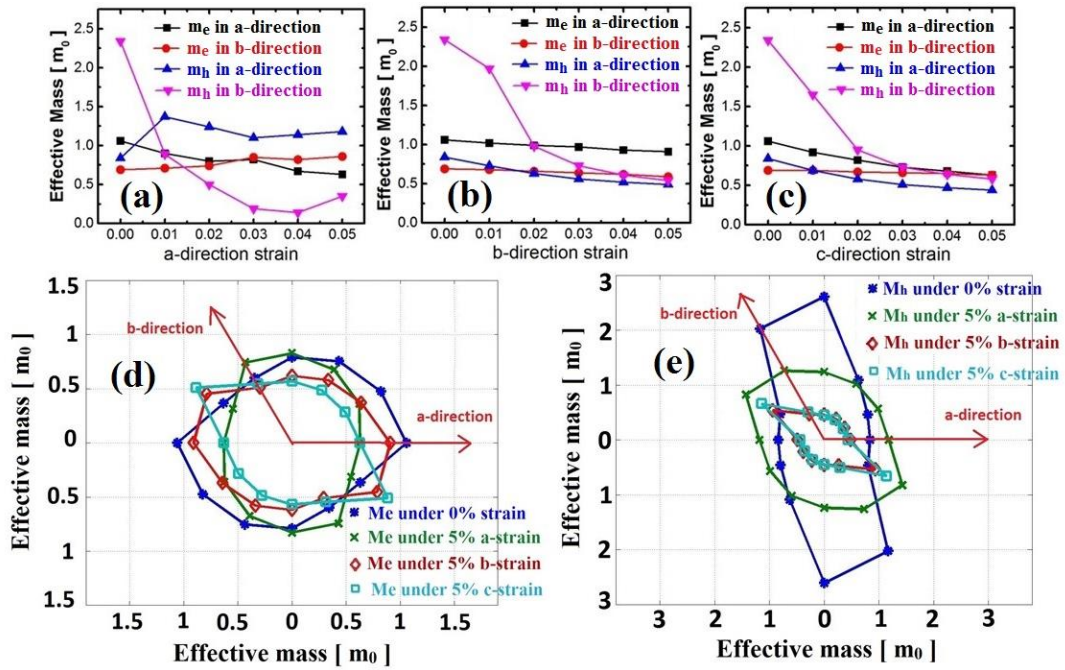 Effective Mass [ m0 ]
2.5
2.0
1.5
1.0
0.5
0.0
me in a-direction
me in b-direction
mh in a-direction
mh in b-direction
(a)
0.00 0.01 0.02 0.03 0.04 0.05
a-direction strain
Effective Mass [ m0 ]
2.5
2.0
1.5
1.0
0.5
0.0
me in a-direction
me in b-direction
mh in a-direction
mh in b-direction
(b)
0.00 0.01 0.02 0.03 0.04 0.05
b-direction strain
Effective Mass [ m0 ]
2.5
2.0
1.5
1.0
0.5
0.0
me in a-direction
me in b-direction
mh in a-direction
mh in b-direction
(c)
0.00 0.01 0.02 0.03 0.04 0.05
c-direction strain
Effective mass [ m0 ]
1.5
1
0.5
0
0.5
1
1.5
b-direction
(d)
a-direction
Me under 0% strain
Me under 5% a-strain
Me under 5% b-strain
Me under 5% c-strain
1.5 1 0.5 0 0.5 1 1.5
Effective mass [ m0 ]
Effective mass [ m0 ]
3
2
1
0
1
2
3
Mh under 0% strain
Mh under 5% a-strain
Mh under 5% b-strain
Mh under 5% c-strain
b-direction
(e)
a-direction
3 2 1 0 1 2 3
Effective mass [ m0 ]